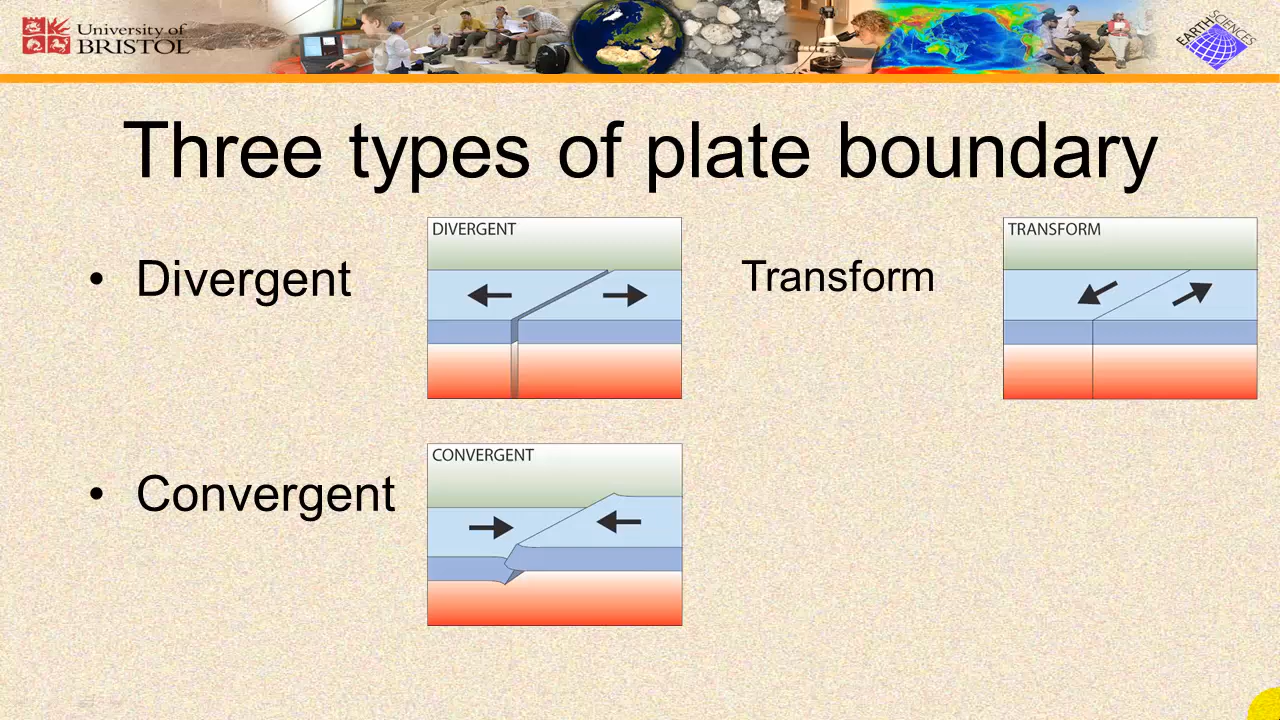 University of
BRISTOL
EARTH SCIENCES
Three types of plate boundary
• Divergent
DIVERGENT
Transform
TRANSFORM
• Convergent
CONVERGENT